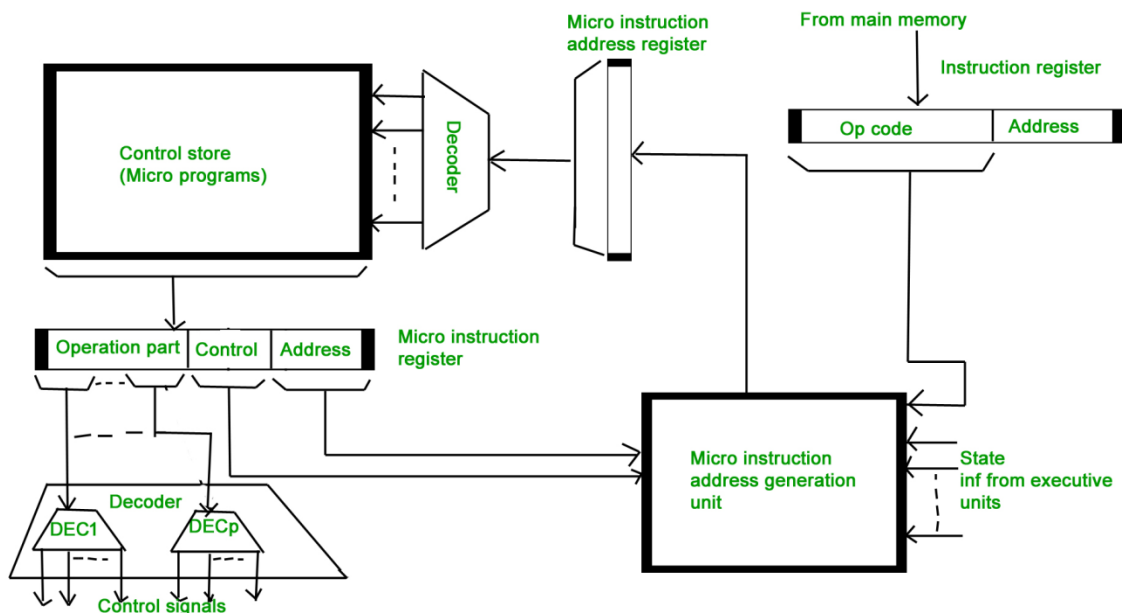 Micro instruction
address register
From main memory
Instruction register
Op code
Address
Control store
(Micro programs)
Decoder
Operation part
Control
Address
Micro instruction
register
Micro instruction
address generation
unit
State
inf from executive
units
Decoder
DEC1
DECp
Control signals